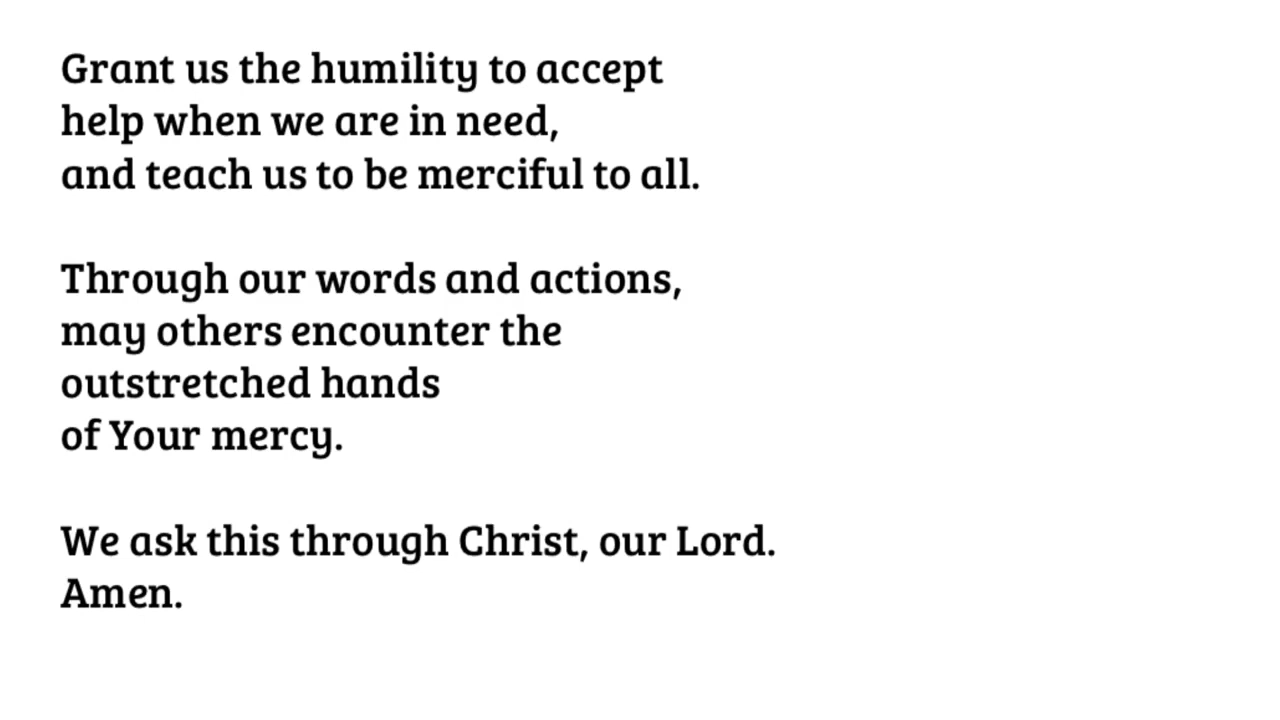 Grant us the humility to accept
help when we are in need,
and teach us to be merciful to all.
Through our words and actions,
may others encounter the
outstretched hands
of Your mercy.
We ask this through Christ, our Lord.
Amen.